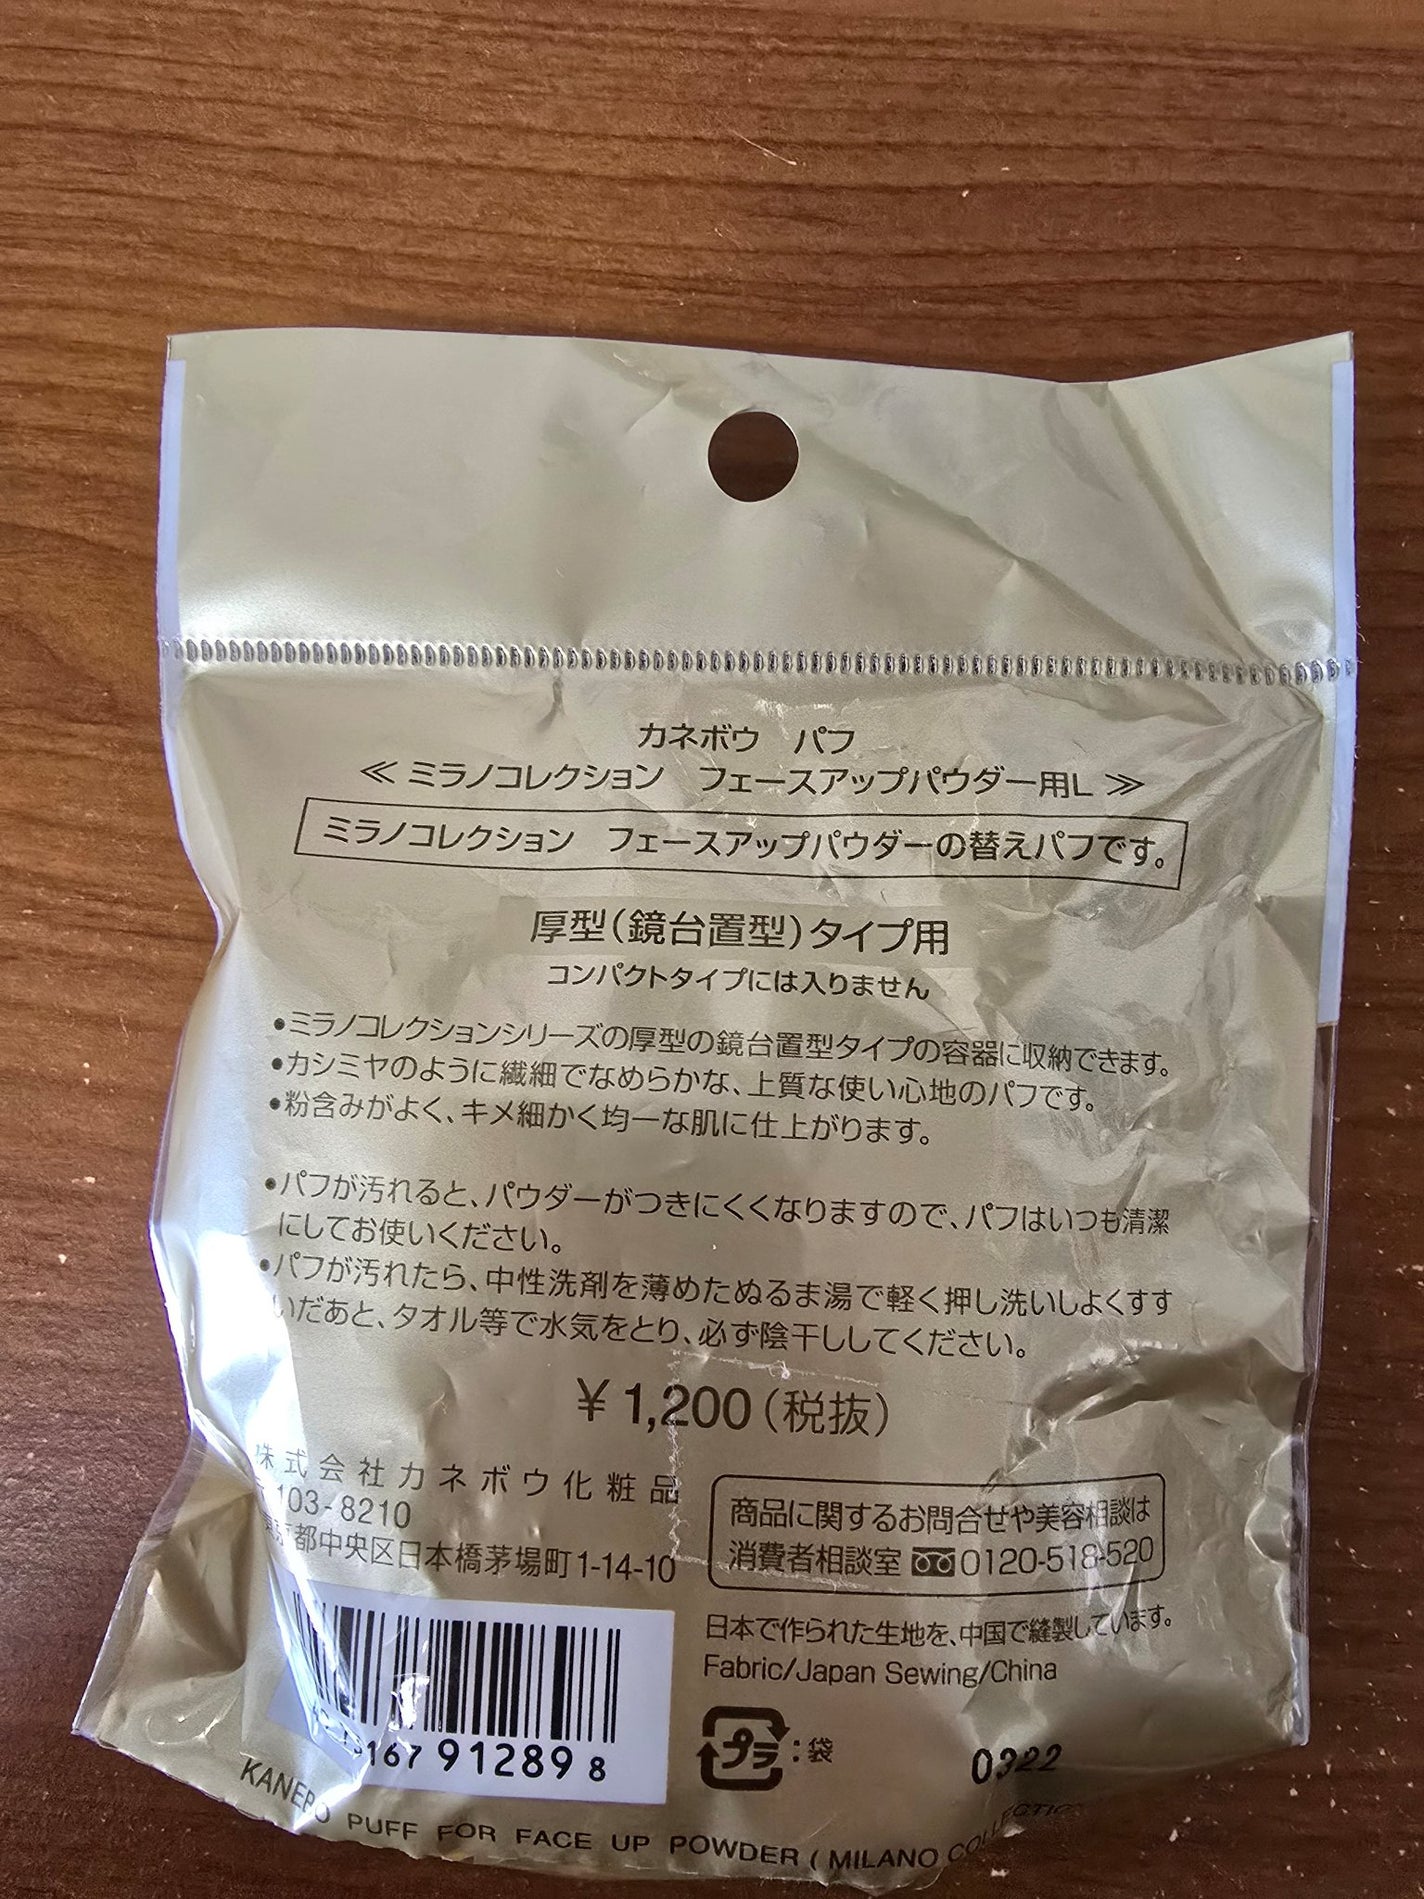 カネボウ パフ
≪ ミラノコレクション フェースアップパウダー用L ≫
ミラノコレクション フェースアップパウダーの替えパフです。
厚型(鏡台置型)タイプ用
コンパクトタイプには入りません
•ミラノコレクションシリーズの厚型の鏡台置型タイプの容器に収納できます。
•カシミヤのように繊細でなめらかな、上質な使い心地のパフです。
•粉含みがよく、キメ細かく均一な肌に仕上がります。
•パフが汚れると、パウダーがつきにくくなりますので、パフはいつも清潔
にしてお使いください。
•パフが汚れたら、中性洗剤を薄めたぬるま湯で軽く押し洗いしよくすす
いだあと、タオル等で水気をとり、必ず陰干ししてください。
¥1,200(税抜)
株式会社カネボウ化粧品
103-8210
都中央区日本橋茅場町1-14-10
商品に関するお問合せや美容相談は
消費者相談室 0120-518-520
日本で作られた生地を、中国で縫製しています。
Fabric/Japan Sewing/China
167 912898
プラ:袋
0322
KANEBO PUFF FOR FACE UP POWDER ( MILANO COLLECTION